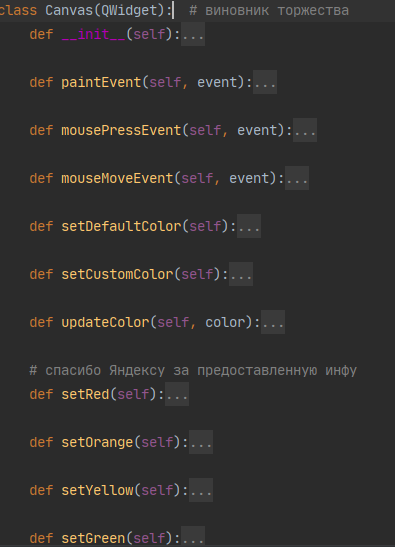 class Canvas(QWidget):  # виновник торжества
def __init__(self):...
def paintEvent(self, event):...
def mousePressEvent(self, event):...
def mouseMoveEvent(self, event):...
def setDefaultColor(self):...
def setCustomColor(self):...
def updateColor(self, color):...
# спасибо Яндексу за предоставленную инфу
def setRed(self):...
def setOrange(self):...
def setYellow(self):...
def setGreen(self):...